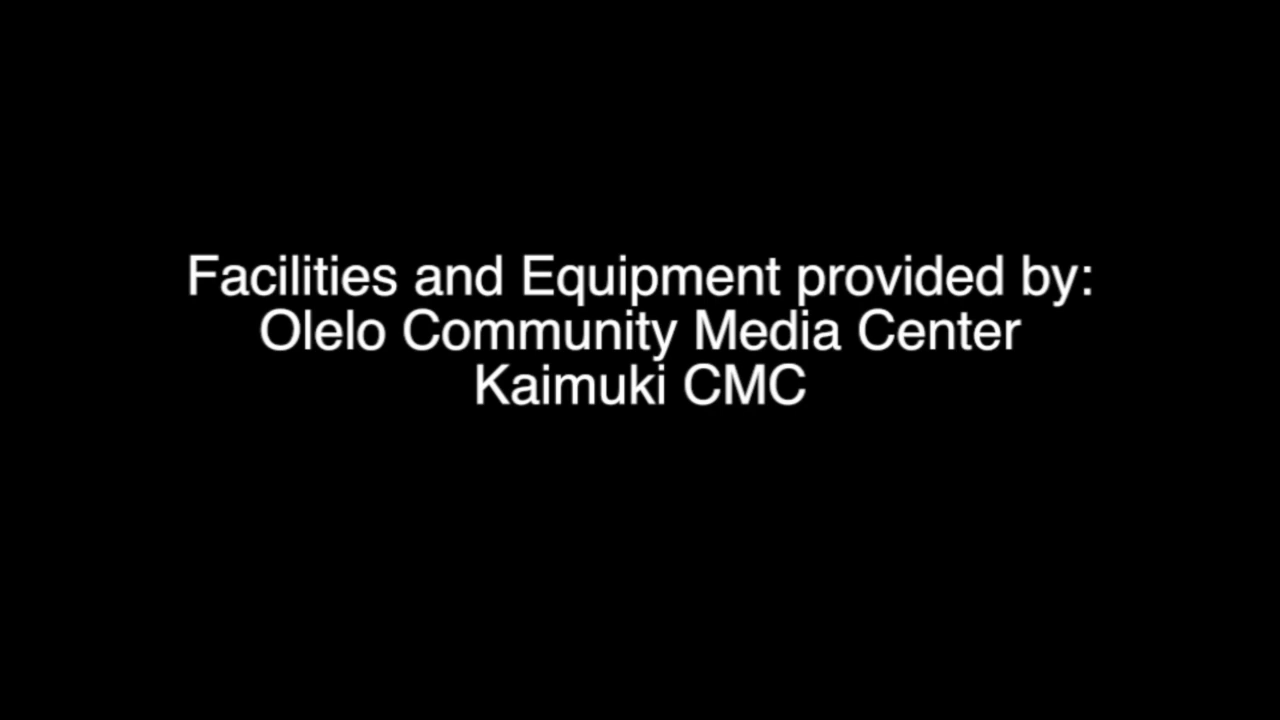 Facilities and Equipment provided by:
Olelo Community Media Center
Kaimuki CMC